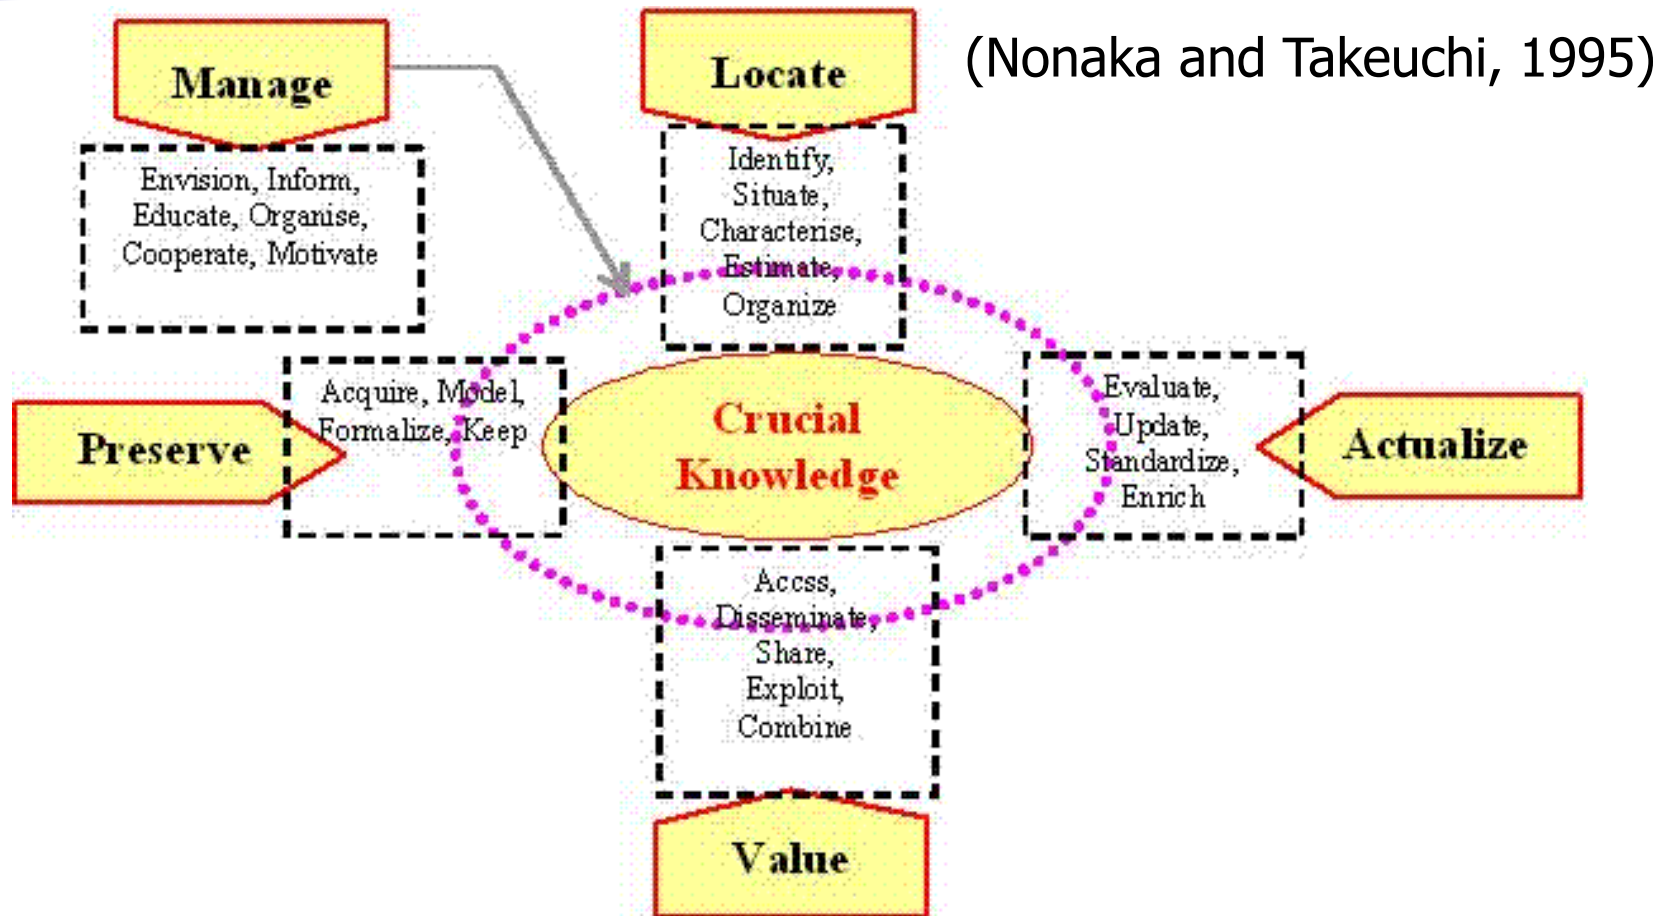 (Nonaka and Takeuchi, 1995)
Manage
Envision, Inform,
Educate, Organise,
Cooperate, Motivate
Locate
Identify,
Situate,
Characterise,
Estimate,
Organize
Preserve
Acquire, Model,
Formalize, Keep
Crucial
Knowledge
Evaluate,
Update,
Standardize,
Enrich
Actualize
Accss,
Disseminate,
Share,
Exploit,
Combine
Value